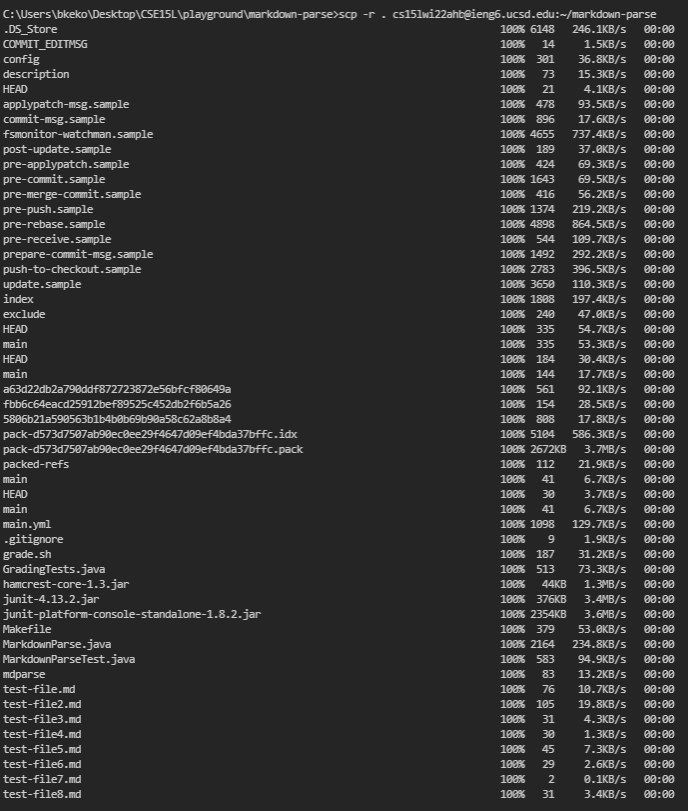 C:\Users\bkeko\Desktop\CSE15L\playground\markdown-parse>scp -r . cs15lwi22ahb@ieng6.ucsd.edu:~/markdown-parse
.DS_Store 100% 6148 246.1KB/s 00:00
COMMIT_EDITMSG 100% 14 1.5KB/s 00:00
config 100% 301 36.8KB/s 00:00
description 100% 73 15.3KB/s 00:00
HEAD 100% 21 4.1KB/s 00:00
applypatch-msg.sample 100% 478 93.5KB/s 00:00
commit-msg.sample 100% 896 17.6KB/s 00:00
fsmonitor-watchman.sample 100% 4655 737.4KB/s 00:00
post-update.sample 100% 189 37.0KB/s 00:00
pre-applypatch.sample 100% 424 69.3KB/s 00:00
pre-commit.sample 100% 1643 69.5KB/s 00:00
pre-merge-commit.sample 100% 416 56.2KB/s 00:00
pre-push.sample 100% 1374 219.2KB/s 00:00
pre-rebase.sample 100% 4898 864.5KB/s 00:00
pre-receive.sample 100% 544 109.7KB/s 00:00
prepare-commit-msg.sample 100% 1492 292.2KB/s 00:00
push-to-checkout.sample 100% 2783 396.5KB/s 00:00
update.sample 100% 3650 110.3KB/s 00:00
index 100% 1808 197.4KB/s 00:00
exclude 100% 240 47.0KB/s 00:00
HEAD 100% 335 54.7KB/s 00:00
main 100% 335 53.3KB/s 00:00
HEAD 100% 184 30.4KB/s 00:00
main 100% 144 17.7KB/s 00:00
a63d22db2a790ddf872723872e56bfcf80649a 100% 561 92.1KB/s 00:00
fbb6c64eacd25912bef89525c452db2f6b5a26 100% 154 28.5KB/s 00:00
5806b21a590563b1b4b0b69b90a58c62a8b8a4 100% 808 17.8KB/s 00:00
pack-d573d7507ab90ec0ee29f4647d09ef4bda37bffc.idx 100% 5104 586.3KB/s 00:00
pack-d573d7507ab90ec0ee29f4647d09ef4bda37bffc.pack 100% 2672KB 3.7MB/s 00:00
packed-refs 100% 112 21.9KB/s 00:00
main 100% 41 6.7KB/s 00:00
HEAD 100% 30 3.7KB/s 00:00
main 100% 41 6.7KB/s 00:00
main.yml 100% 1098 129.7KB/s 00:00
.gitignore 100% 9 1.9KB/s 00:00
grade.sh 100% 187 31.2KB/s 00:00
GradingTests.java 100% 513 73.3KB/s 00:00
hamcrest-core-1.3.jar 100% 44KB 1.3MB/s 00:00
junit-4.13.2.jar 100% 376KB 3.4MB/s 00:00
junit-platform-console-standalone-1.8.2.jar 100% 2354KB 3.6MB/s 00:00
Makefile 100% 379 53.0KB/s 00:00
MarkdownParse.java 100% 2164 234.8KB/s 00:00
MarkdownParseTest.java 100% 583 94.9KB/s 00:00
mdparse 100% 83 13.2KB/s 00:00
test-file.md 100% 76 10.7KB/s 00:00
test-file2.md 100% 105 19.8KB/s 00:00
test-file3.md 100% 31 4.3KB/s 00:00
test-file4.md 100% 30 1.3KB/s 00:00
test-file5.md 100% 45 7.3KB/s 00:00
test-file6.md 100% 29 2.6KB/s 00:00
test-file7.md 100% 2 0.1KB/s 00:00
test-file8.md 100% 31 3.4KB/s 00:00